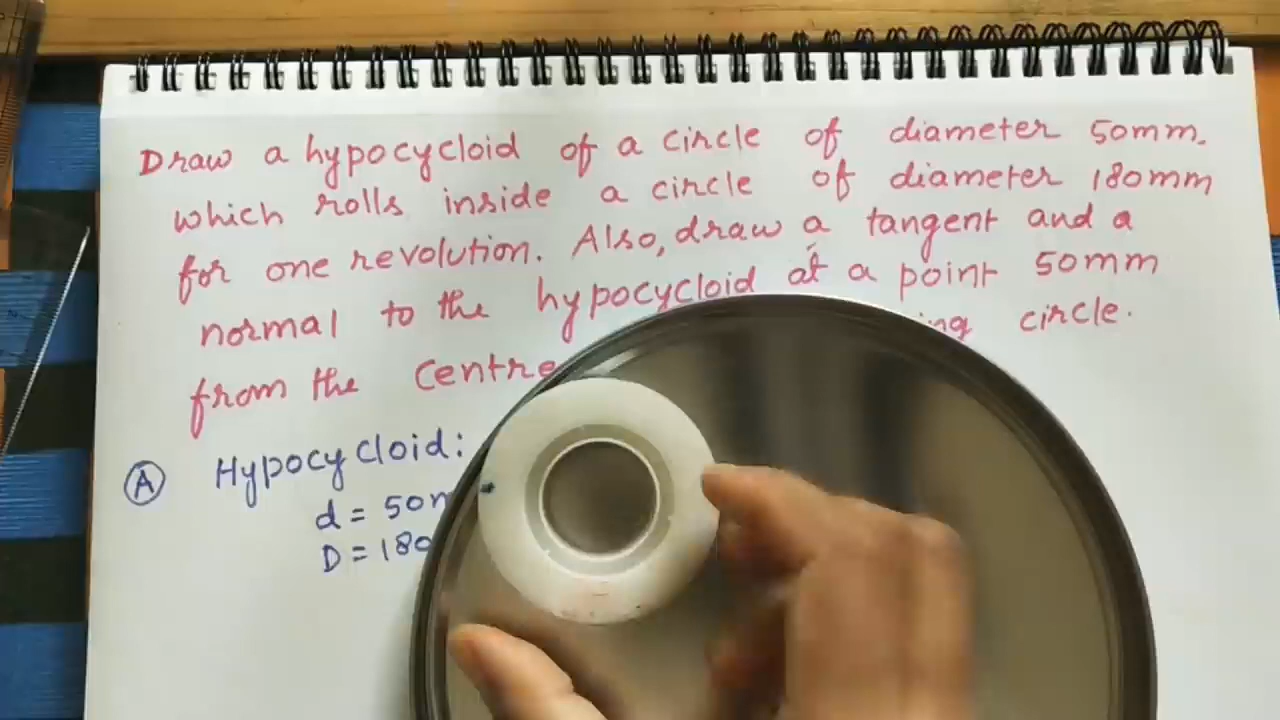 Draw a hypocycloid of a circle of diameter 50mm.
which rolls inside a circle of diameter 180mm
for one revolution. Also, draw a tangent and a
normal to the hypocycloid at a point 50mm
from the centre circle.
A Hypocycloid:
d = 50
D = 180